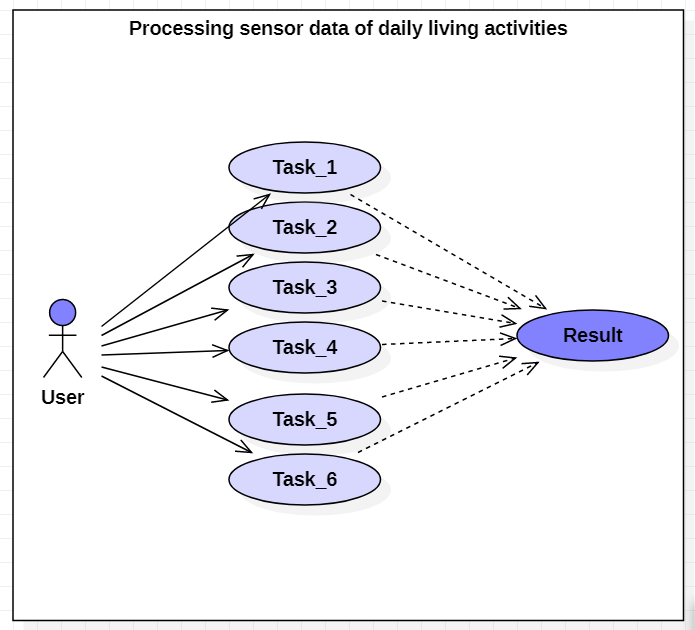 Processing sensor data of daily living activities
Task_1
Task_2
Task_3
Task_4
Task_5
Task_6
User
Result